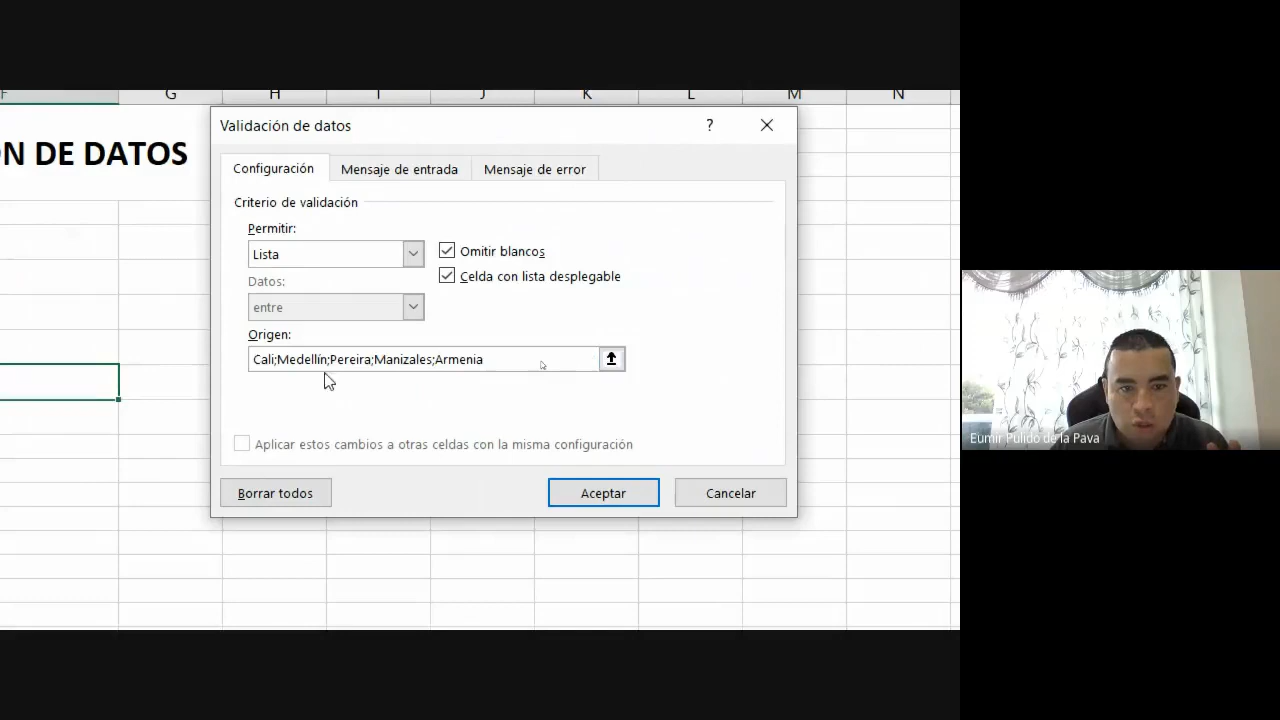 F G H I J K L M N
N DE DATOS
Validación de datos ?
Configuración Mensaje de entrada Mensaje de error
Criterio de validación
Permitir:
Lista
Omitir blancos
Datos:
Celda con lista desplegable
entre
Origen:
Cali;Medellín;Pereira;Manizales;Armenia
Aplicar estos cambios a otras celdas con la misma configuración
Borrar todos Aceptar Cancelar
Eumir Pulido de la Pava